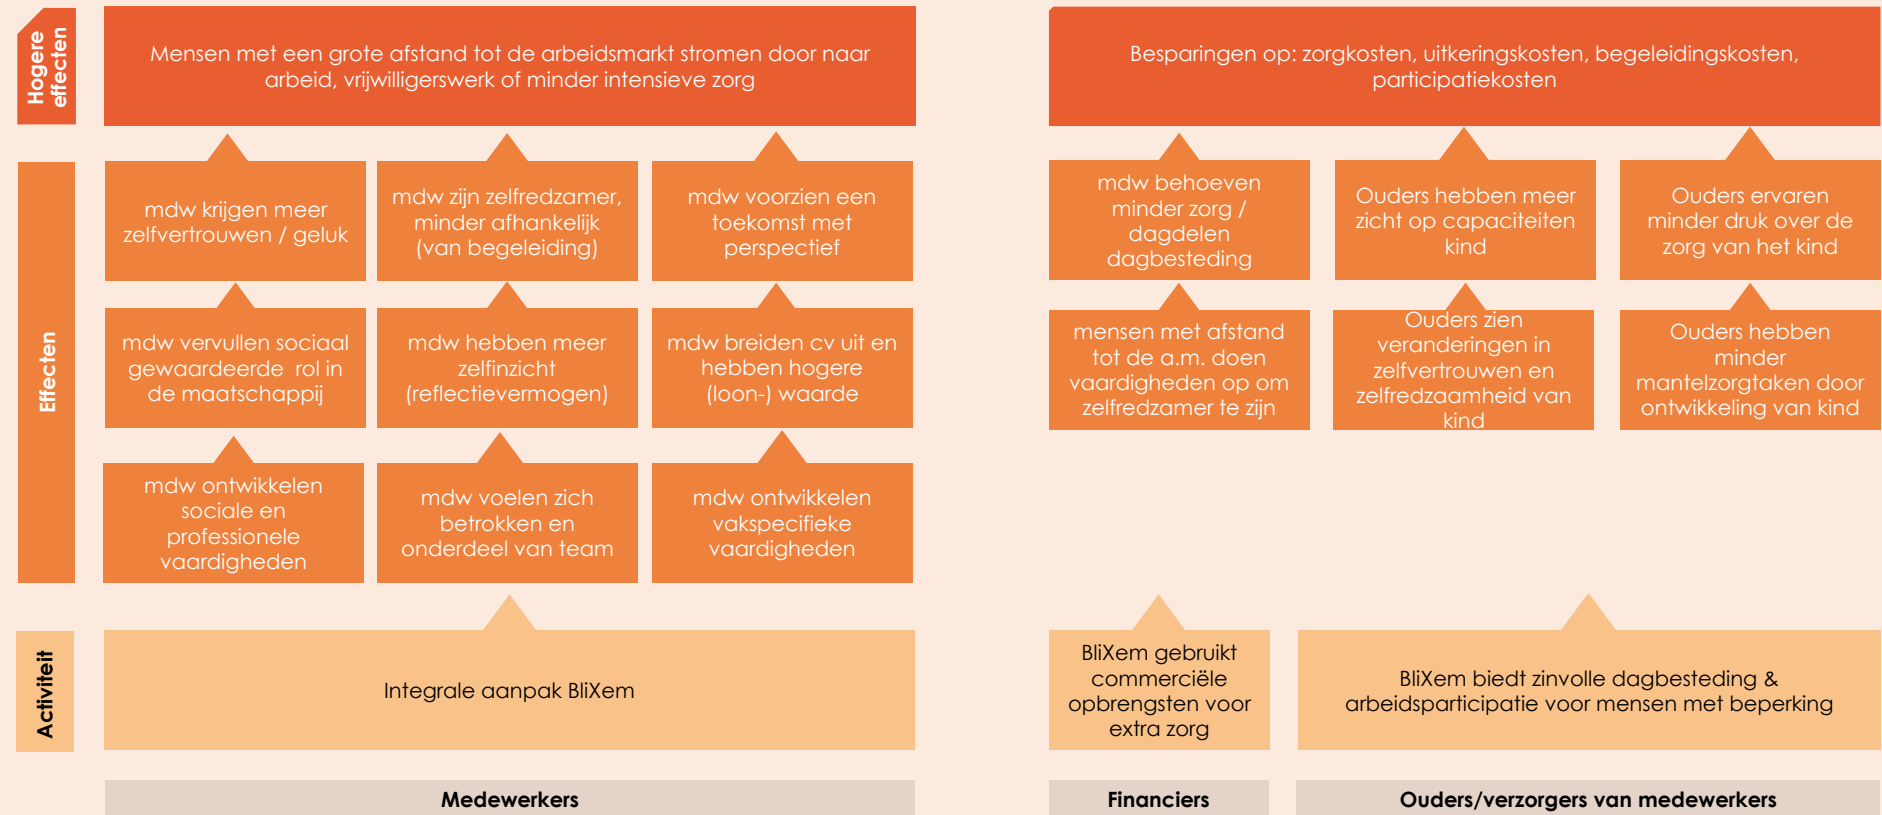 Hogere
effecten
Mensen met een grote afstand tot de arbeidsmarkt stromen door naar
arbeid, vrijwilligerswerk of minder intensieve zorg
Besparingen op: zorgkosten, uitkeringskosten, begeleidingskosten,
participatiekosten
Effecten
mdw krijgen meer
zelfvertrouwen / geluk
mdw zijn zelfredzamer,
minder afhankelijk
(van begeleiding)
mdw voorzien een
toekomst met
perspectief
mdw behoeven
minder zorg /
dagdelen
dagbesteding
Ouders hebben meer
zicht op capaciteiten
kind
Ouders ervaren
minder druk over de
zorg van het kind
mdw vervullen sociaal
gewaardeerde  rol in
de maatschappij
mdw hebben meer
zelfinzicht
(reflectievermogen)
mdw breiden cv uit en
hebben hogere
(loon-) waarde
mensen met afstand
tot de a.m. doen
vaardigheden op om
zelfredzamer te zijn
Ouders zien
veranderingen in
zelfvertrouwen en
zelfredzaamheid van
kind
Ouders hebben
minder
mantelzorgtaken door
ontwikkeling van kind
mdw ontwikkelen
sociale en
professionele
vaardigheden
mdw voelen zich
betrokken en
onderdeel van team
mdw ontwikkelen
vakspecifieke
vaardigheden
Activiteit
Integrale aanpak BliXem
BliXem gebruikt
commerciële
opbrengsten voor
extra zorg
BliXem biedt zinvolle dagbesteding &
arbeidsparticipatie voor mensen met beperking
Medewerkers
Financiers
Ouders/verzorgers van medewerkers